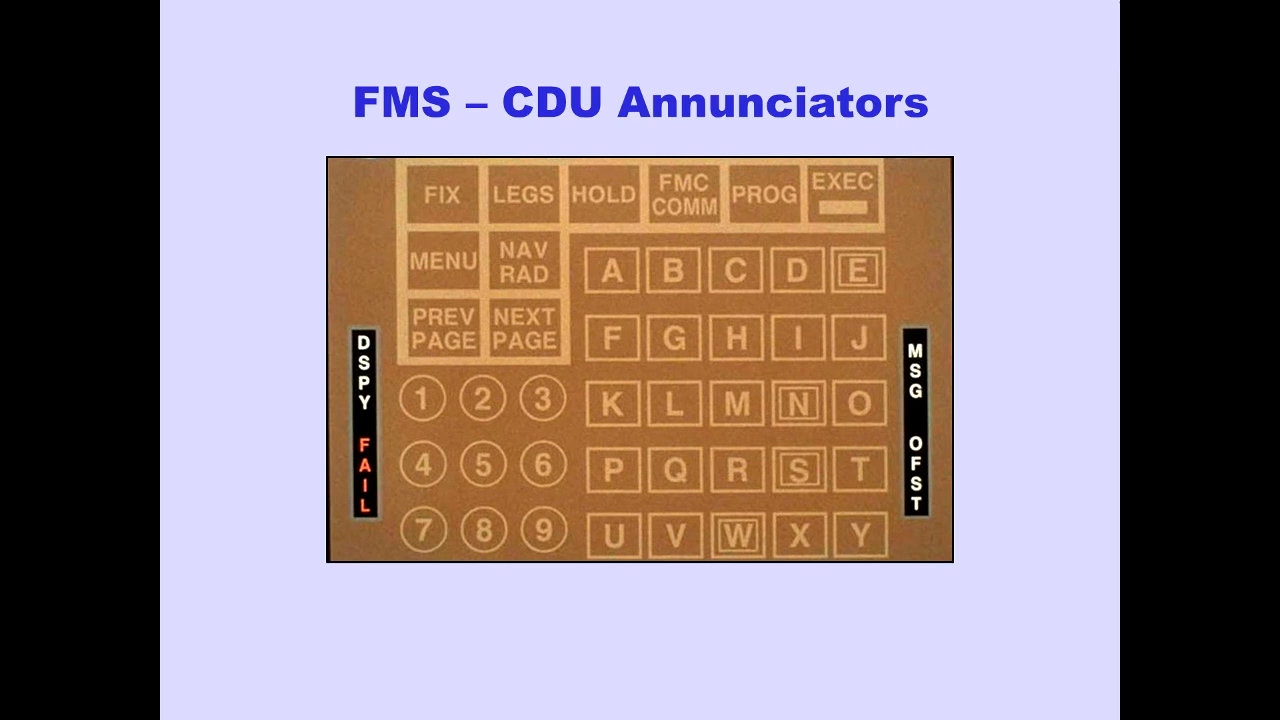 FMS – CDU Annunciators
FIX LEGS HOLD FMC COMM PROG EXEC
MENU NAV RAD
A B C D E
PREV PAGE NEXT PAGE
F G H I J
DSPY FAIL
MSG OFST
1 2 3
K L M N O
4 5 6
P Q R S T
7 8 9
U V W X Y